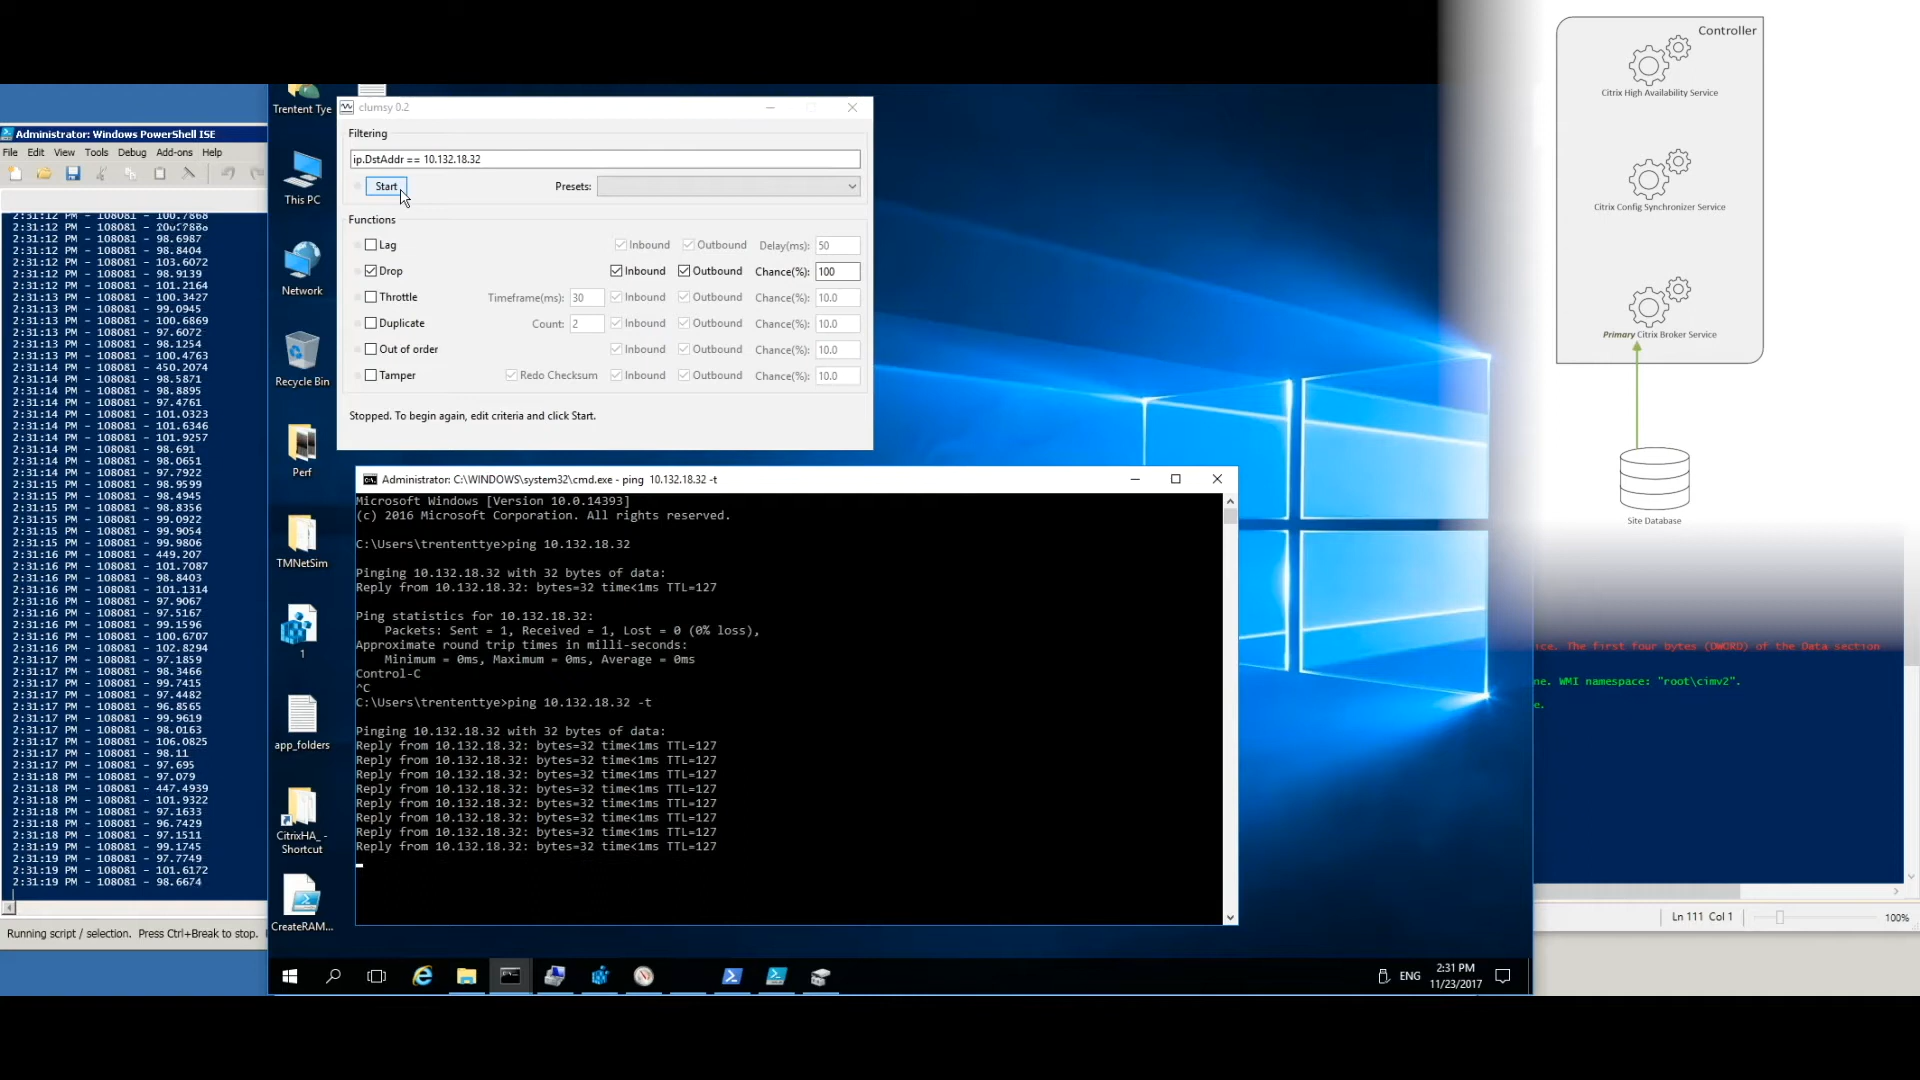 Administrator: Windows PowerShell ISE
File Edit View Tools Debug Add-ons Help
2:31:12 PM - 108081 - 100.7868
2:31:12 PM - 108081 - 
2:31:12 PM - 108081 - 98.6987
2:31:12 PM - 108081 - 98.8404
2:31:12 PM - 108081 - 103.6072
2:31:12 PM - 108081 - 98.9139
2:31:12 PM - 108081 - 101.2164
2:31:13 PM - 108081 - 100.3427
2:31:13 PM - 108081 - 99.0945
2:31:13 PM - 108081 - 100.6869
2:31:13 PM - 108081 - 97.6072
2:31:13 PM - 108081 - 98.1254
2:31:13 PM - 108081 - 100.4763
2:31:14 PM - 108081 - 450.2074
2:31:14 PM - 108081 - 98.5871
2:31:14 PM - 108081 - 98.8895
2:31:14 PM - 108081 - 97.4761
2:31:14 PM - 108081 - 101.0323
2:31:14 PM - 108081 - 101.6346
2:31:14 PM - 108081 - 101.9257
2:31:14 PM - 108081 - 98.691
2:31:14 PM - 108081 - 98.0651
2:31:15 PM - 108081 - 97.7922
2:31:15 PM - 108081 - 98.9599
2:31:15 PM - 108081 - 98.4945
2:31:15 PM - 108081 - 98.8356
2:31:15 PM - 108081 - 99.0922
2:31:15 PM - 108081 - 99.9054
2:31:15 PM - 108081 - 99.9806
2:31:16 PM - 108081 - 449.207
2:31:16 PM - 108081 - 101.7087
2:31:16 PM - 108081 - 98.8403
2:31:16 PM - 108081 - 101.1314
2:31:16 PM - 108081 - 97.9067
2:31:16 PM - 108081 - 97.5167
2:31:16 PM - 108081 - 99.1596
2:31:16 PM - 108081 - 100.6707
2:31:16 PM - 108081 - 102.8294
2:31:17 PM - 108081 - 97.1859
2:31:17 PM - 108081 - 98.3466
2:31:17 PM - 108081 - 99.7451
2:31:17 PM - 108081 - 97.4482
2:31:17 PM - 108081 - 96.8565
2:31:17 PM - 108081 - 99.9619
2:31:17 PM - 108081 - 98.0163
2:31:17 PM - 108081 - 106.0825
2:31:17 PM - 108081 - 98.11
2:31:17 PM - 108081 - 97.695
2:31:18 PM - 108081 - 97.079
2:31:18 PM - 108081 - 447.4939
2:31:18 PM - 108081 - 101.9322
2:31:18 PM - 108081 - 97.1633
2:31:18 PM - 108081 - 96.7429
2:31:18 PM - 108081 - 97.1511
2:31:19 PM - 108081 - 99.1745
2:31:19 PM - 108081 - 97.7749
2:31:19 PM - 108081 - 101.6172
2:31:19 PM - 108081 - 98.6674
Running script / selection. Press Ctrl+Break to stop.
Trentent Tye
This PC
Network
Recycle Bin
Perf
TMNetSim
1
app_folders
CitrixHA_ -
Shortcut
CreateRAM...
clumsy 0.2
Filtering
ip.DstAddr == 10.132.18.32
Start Presets:
Functions
Lag Inbound Outbound Delay(ms): 50
Drop Inbound Outbound Chance(%): 100
Throttle Timeframe(ms): 30 Inbound Outbound Chance(%): 10.0
Duplicate Count: 2 Inbound Outbound Chance(%): 10.0
Out of order Inbound Outbound Chance(%): 10.0
Tamper Redo Checksum Inbound Outbound Chance(%): 10.0
Stopped. To begin again, edit criteria and click Start.
Administrator: C:\WINDOWS\system32\cmd.exe - ping 10.132.18.32 -t
Microsoft Windows [Version 10.0.14393]
(c) 2016 Microsoft Corporation. All rights reserved.
C:\Users\trententtye>ping 10.132.18.32
Pinging 10.132.18.32 with 32 bytes of data:
Reply from 10.132.18.32: bytes=32 time<1ms TTL=127
Ping statistics for 10.132.18.32:
Packets: Sent = 1, Received = 1, Lost = 0 (0% loss),
Approximate round trip times in milli-seconds:
Minimum = 0ms, Maximum = 0ms, Average = 0ms
Control-C
^C
C:\Users\trententtye>ping 10.132.18.32 -t
Pinging 10.132.18.32 with 32 bytes of data:
Reply from 10.132.18.32: bytes=32 time<1ms TTL=127
Reply from 10.132.18.32: bytes=32 time<1ms TTL=127
Reply from 10.132.18.32: bytes=32 time<1ms TTL=127
Reply from 10.132.18.32: bytes=32 time<1ms TTL=127
Reply from 10.132.18.32: bytes=32 time<1ms TTL=127
Reply from 10.132.18.32: bytes=32 time<1ms TTL=127
Reply from 10.132.18.32: bytes=32 time<1ms TTL=127
Reply from 10.132.18.32: bytes=32 time<1ms TTL=127
ENG
2:31 PM
11/23/2017
Controller
Citrix High Availability Service
Citrix Config Synchronizer Service
Primary Citrix Broker Service
Site Database
ice. The first four bytes (DWORD) of the Data section
ne. WMI namespace: "root\cimv2".
e.
Ln 111 Col 1
100%